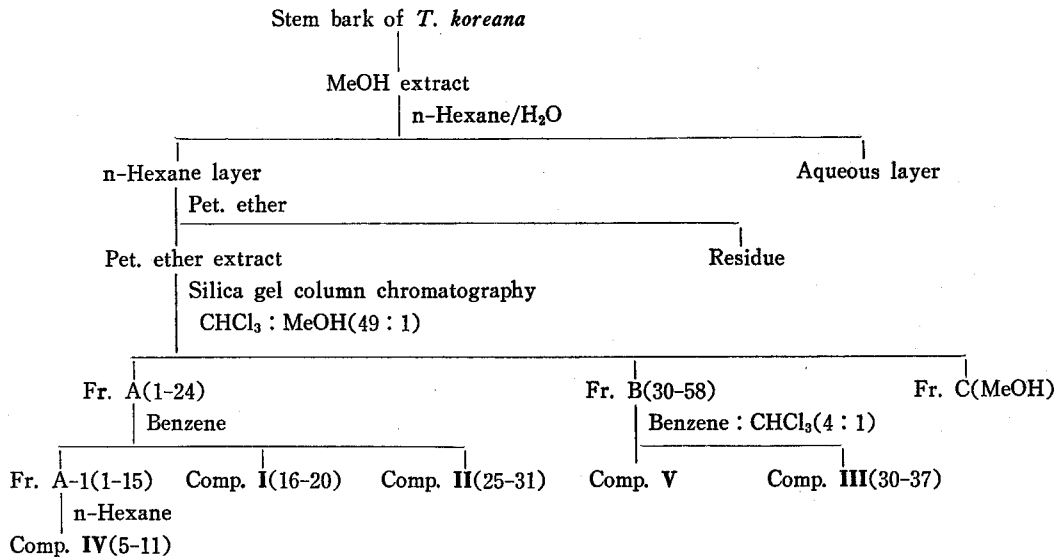 Stem bark of T. koreana
MeOH extract
n-Hexane/H₂O
n-Hexane layer
Aqueous layer
Pet. ether
Pet. ether extract
Residue
Silica gel column chromatography
CHCl₃ : MeOH(49 : 1)
Fr. A(1-24)
Fr. B(30-58)
Fr. C(MeOH)
Benzene
Benzene : CHCl₃(4 : 1)
Fr. A-1(1-15)
Comp. I(16-20)
Comp. II(25-31)
Comp. V
Comp. III(30-37)
n-Hexane
Comp. IV(5-11)